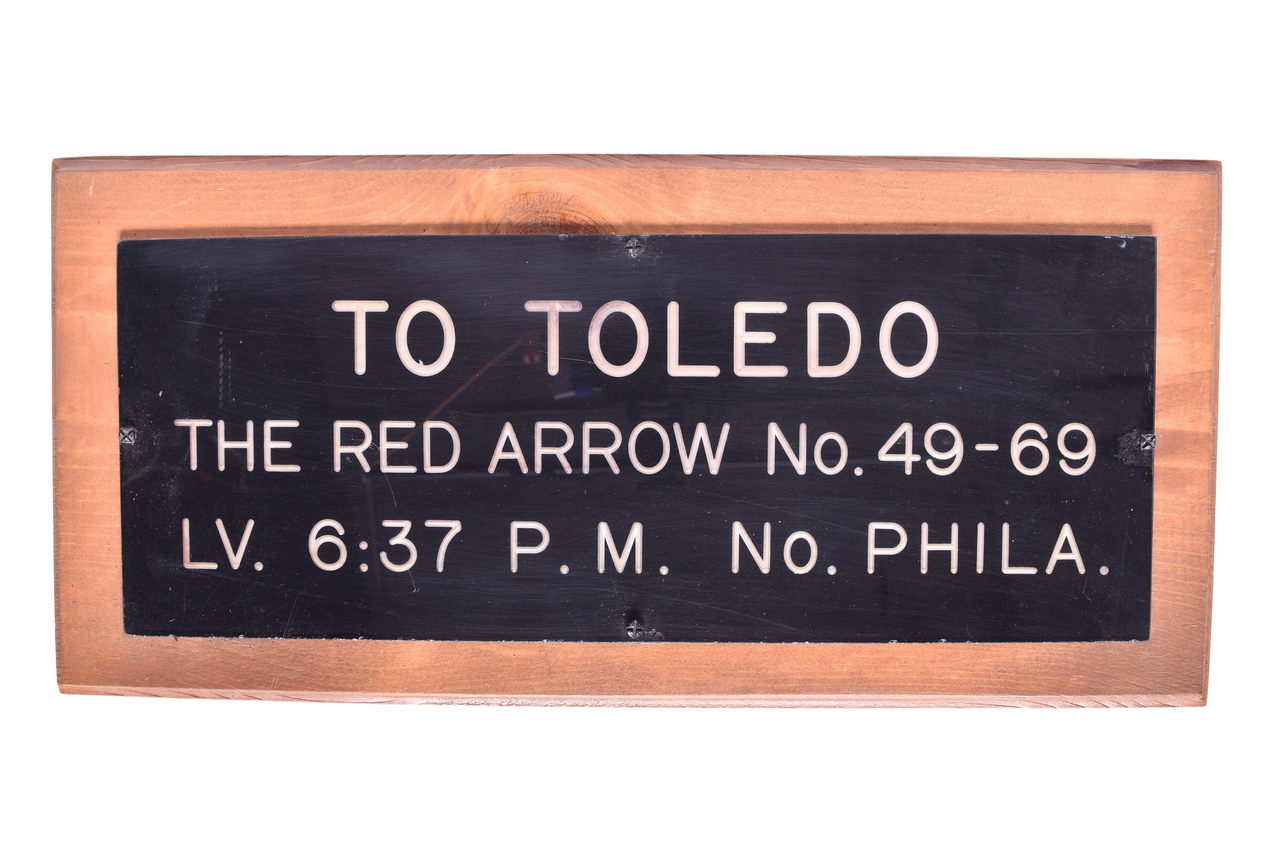 TO TOLEDO
THE RED ARROW No. 49-69
LV. 6:37 P.M. No. PHILA.